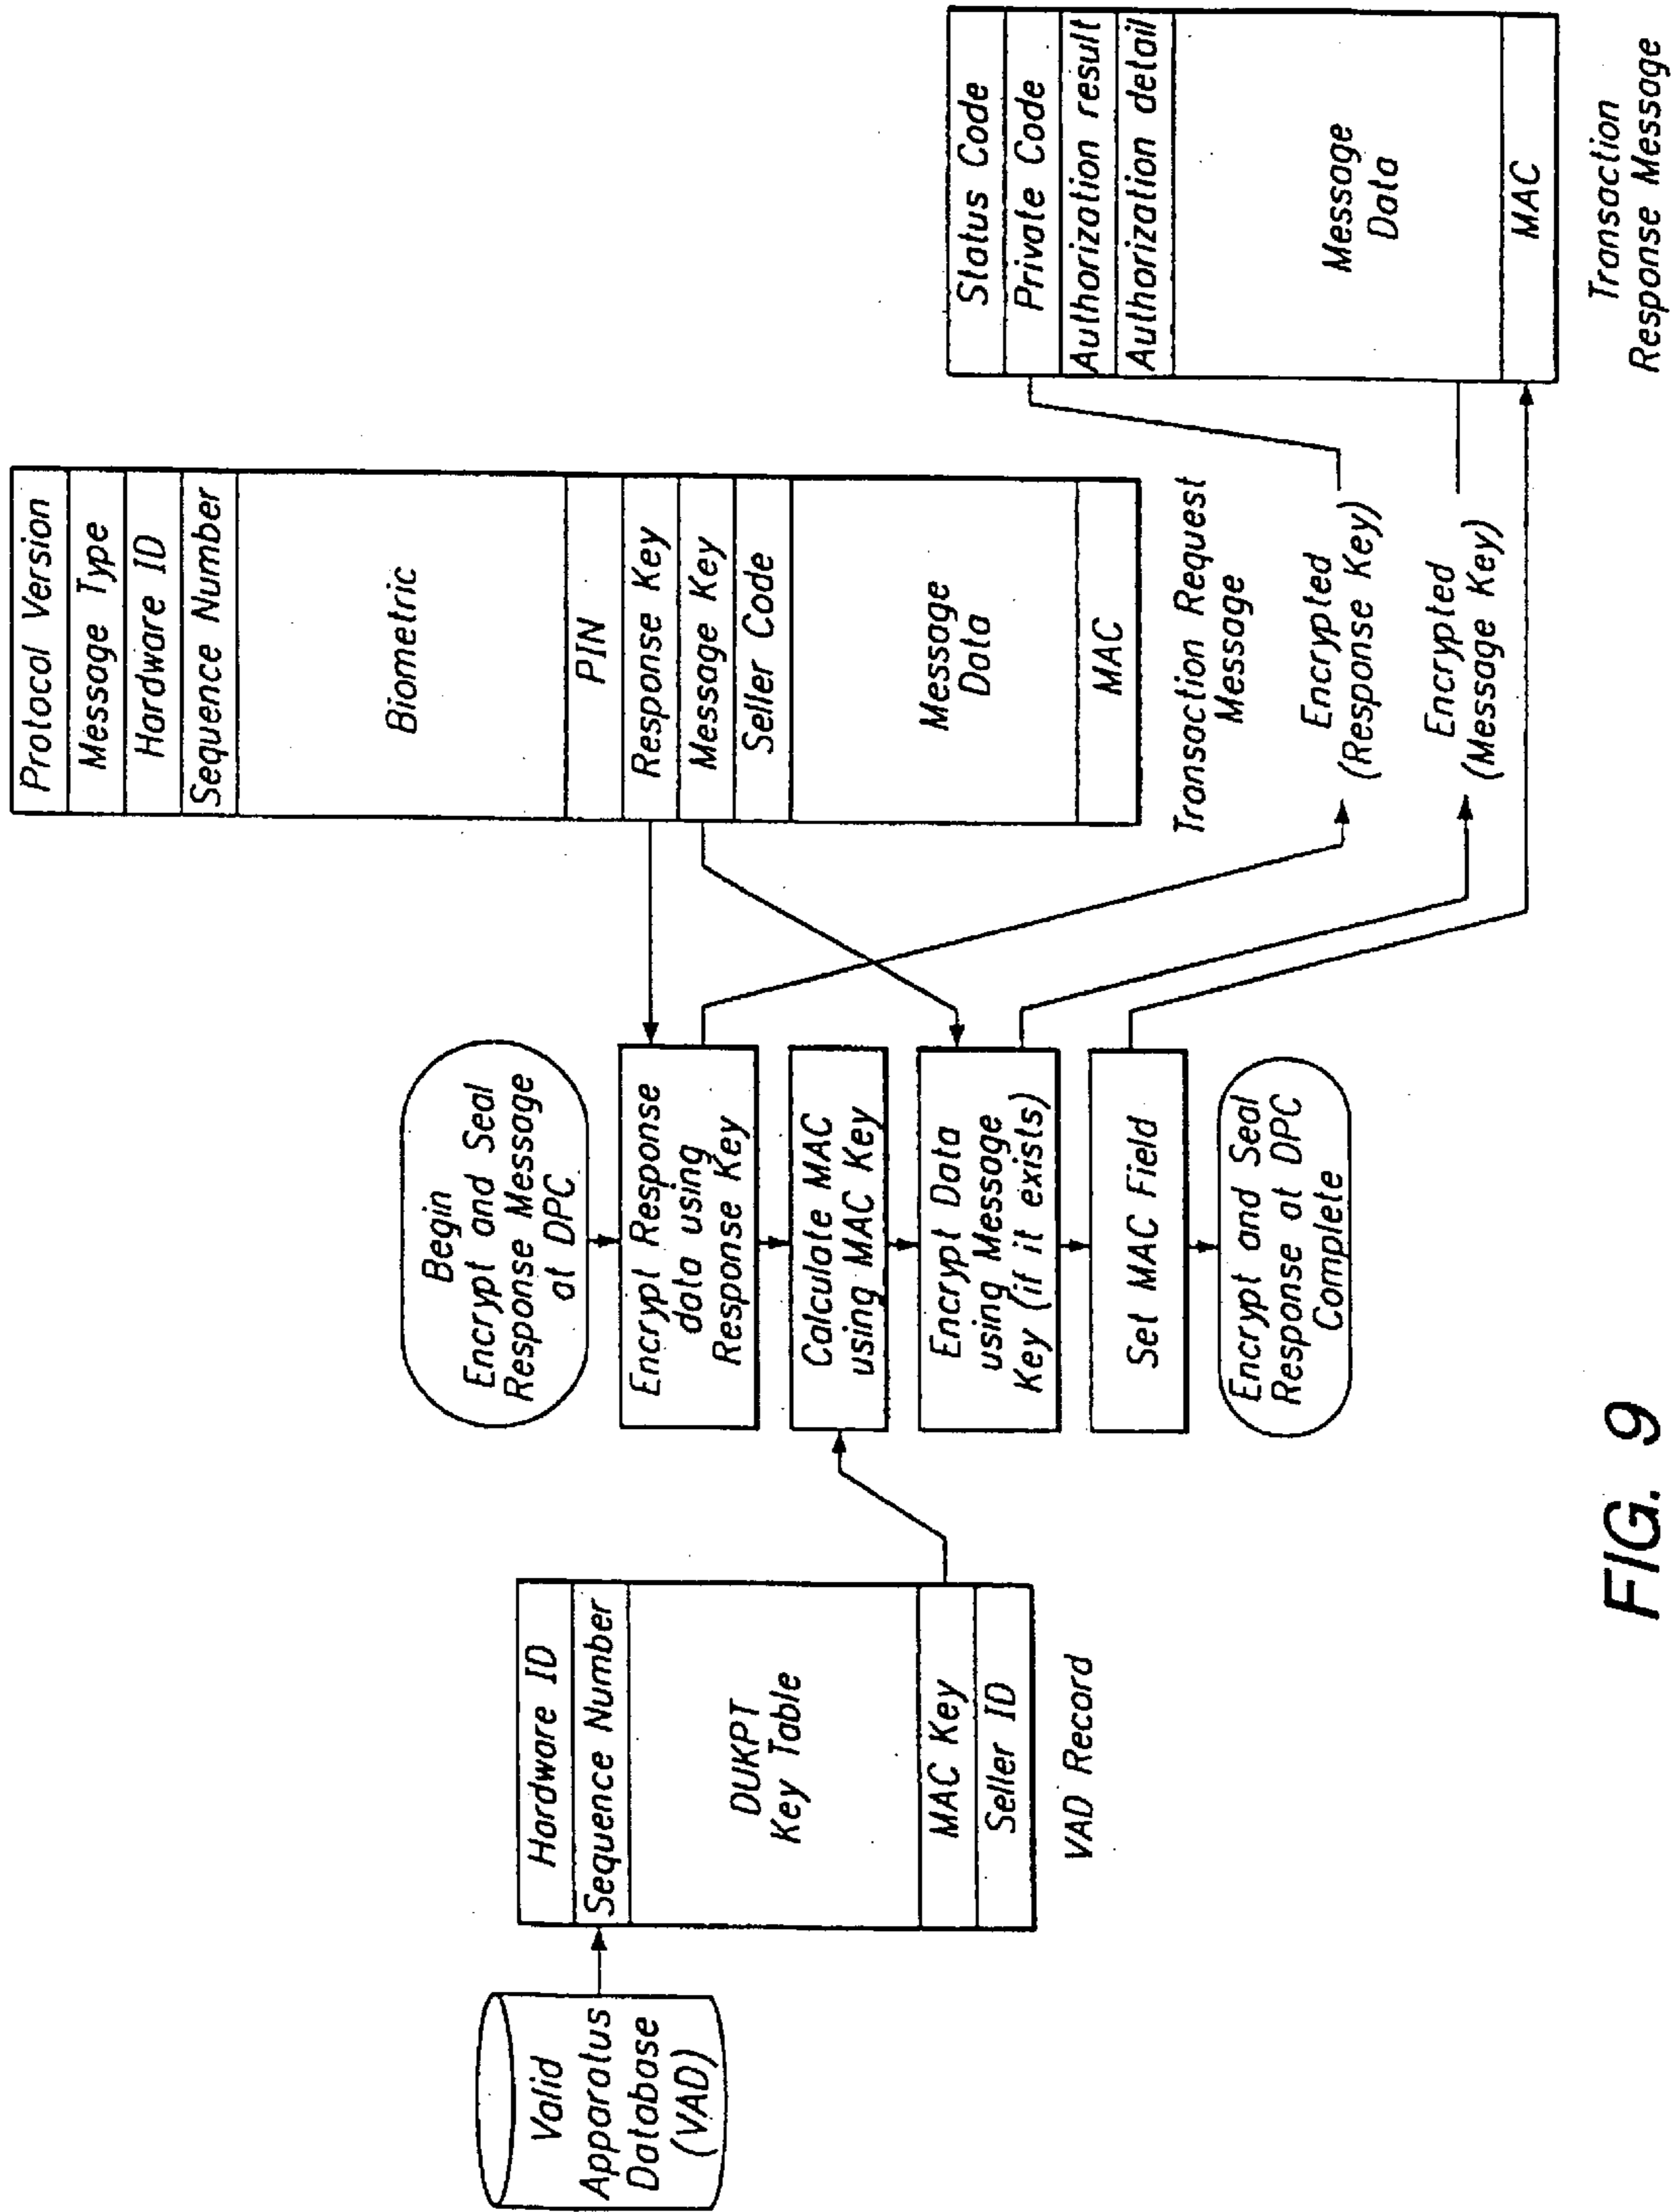 Valid
Apparatus
Database
(VAD)
Hardware ID
Sequence Number
DUKPT
Key Table
MAC Key
Seller ID
VAD Record
Begin
Encrypt and Seal
Response Message
at DPC
Encrypt Response
data using
Response Key
Calculate MAC
using MAC Key
Encrypt Data
using Message
Key (if it exists)
Set MAC Field
Encrypt and Seal
Response at DPC
Complete
Protocol Version
Message Type
Hardware ID
Sequence Number
Biometric
PIN
Response Key
Message Key
Seller Code
Message
Data
MAC
Transaction Request
Message
Encrypted
(Response Key)
Encrypted
(Message Key)
Status Code
Private Code
Authorization result
Authorization detail
Message
Data
MAC
Transaction
Response Message
FIG. 9